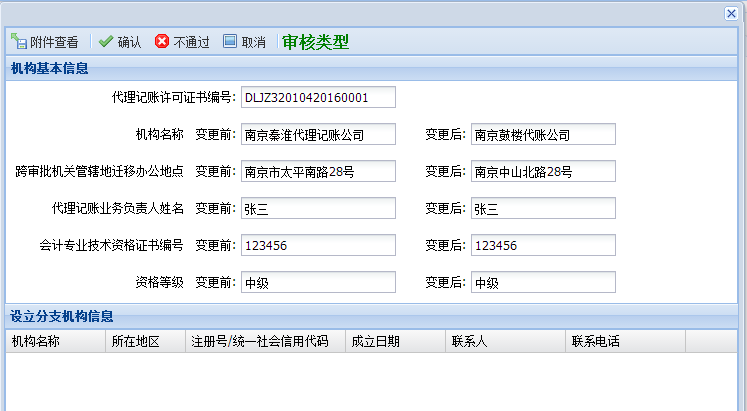 附件查看 确认 不通过 取消 审核类型
机构基本信息
代理记账许可证书编号: DLJZ32010420160001
机构名称 变更前: 南京秦淮代理记账公司 变更后: 南京鼓楼代账公司
跨审批机关管辖地迁移办公地点 变更前: 南京市太平南路28号 变更后: 南京中山北路28号
代理记账业务负责人姓名 变更前: 张三 变更后: 张三
会计专业技术资格证书编号 变更前: 123456 变更后: 123456
资格等级 变更前: 中级 变更后: 中级
设立分支机构信息
机构名称 所在地区 注册号/统一社会信用代码 成立日期 联系人 联系电话